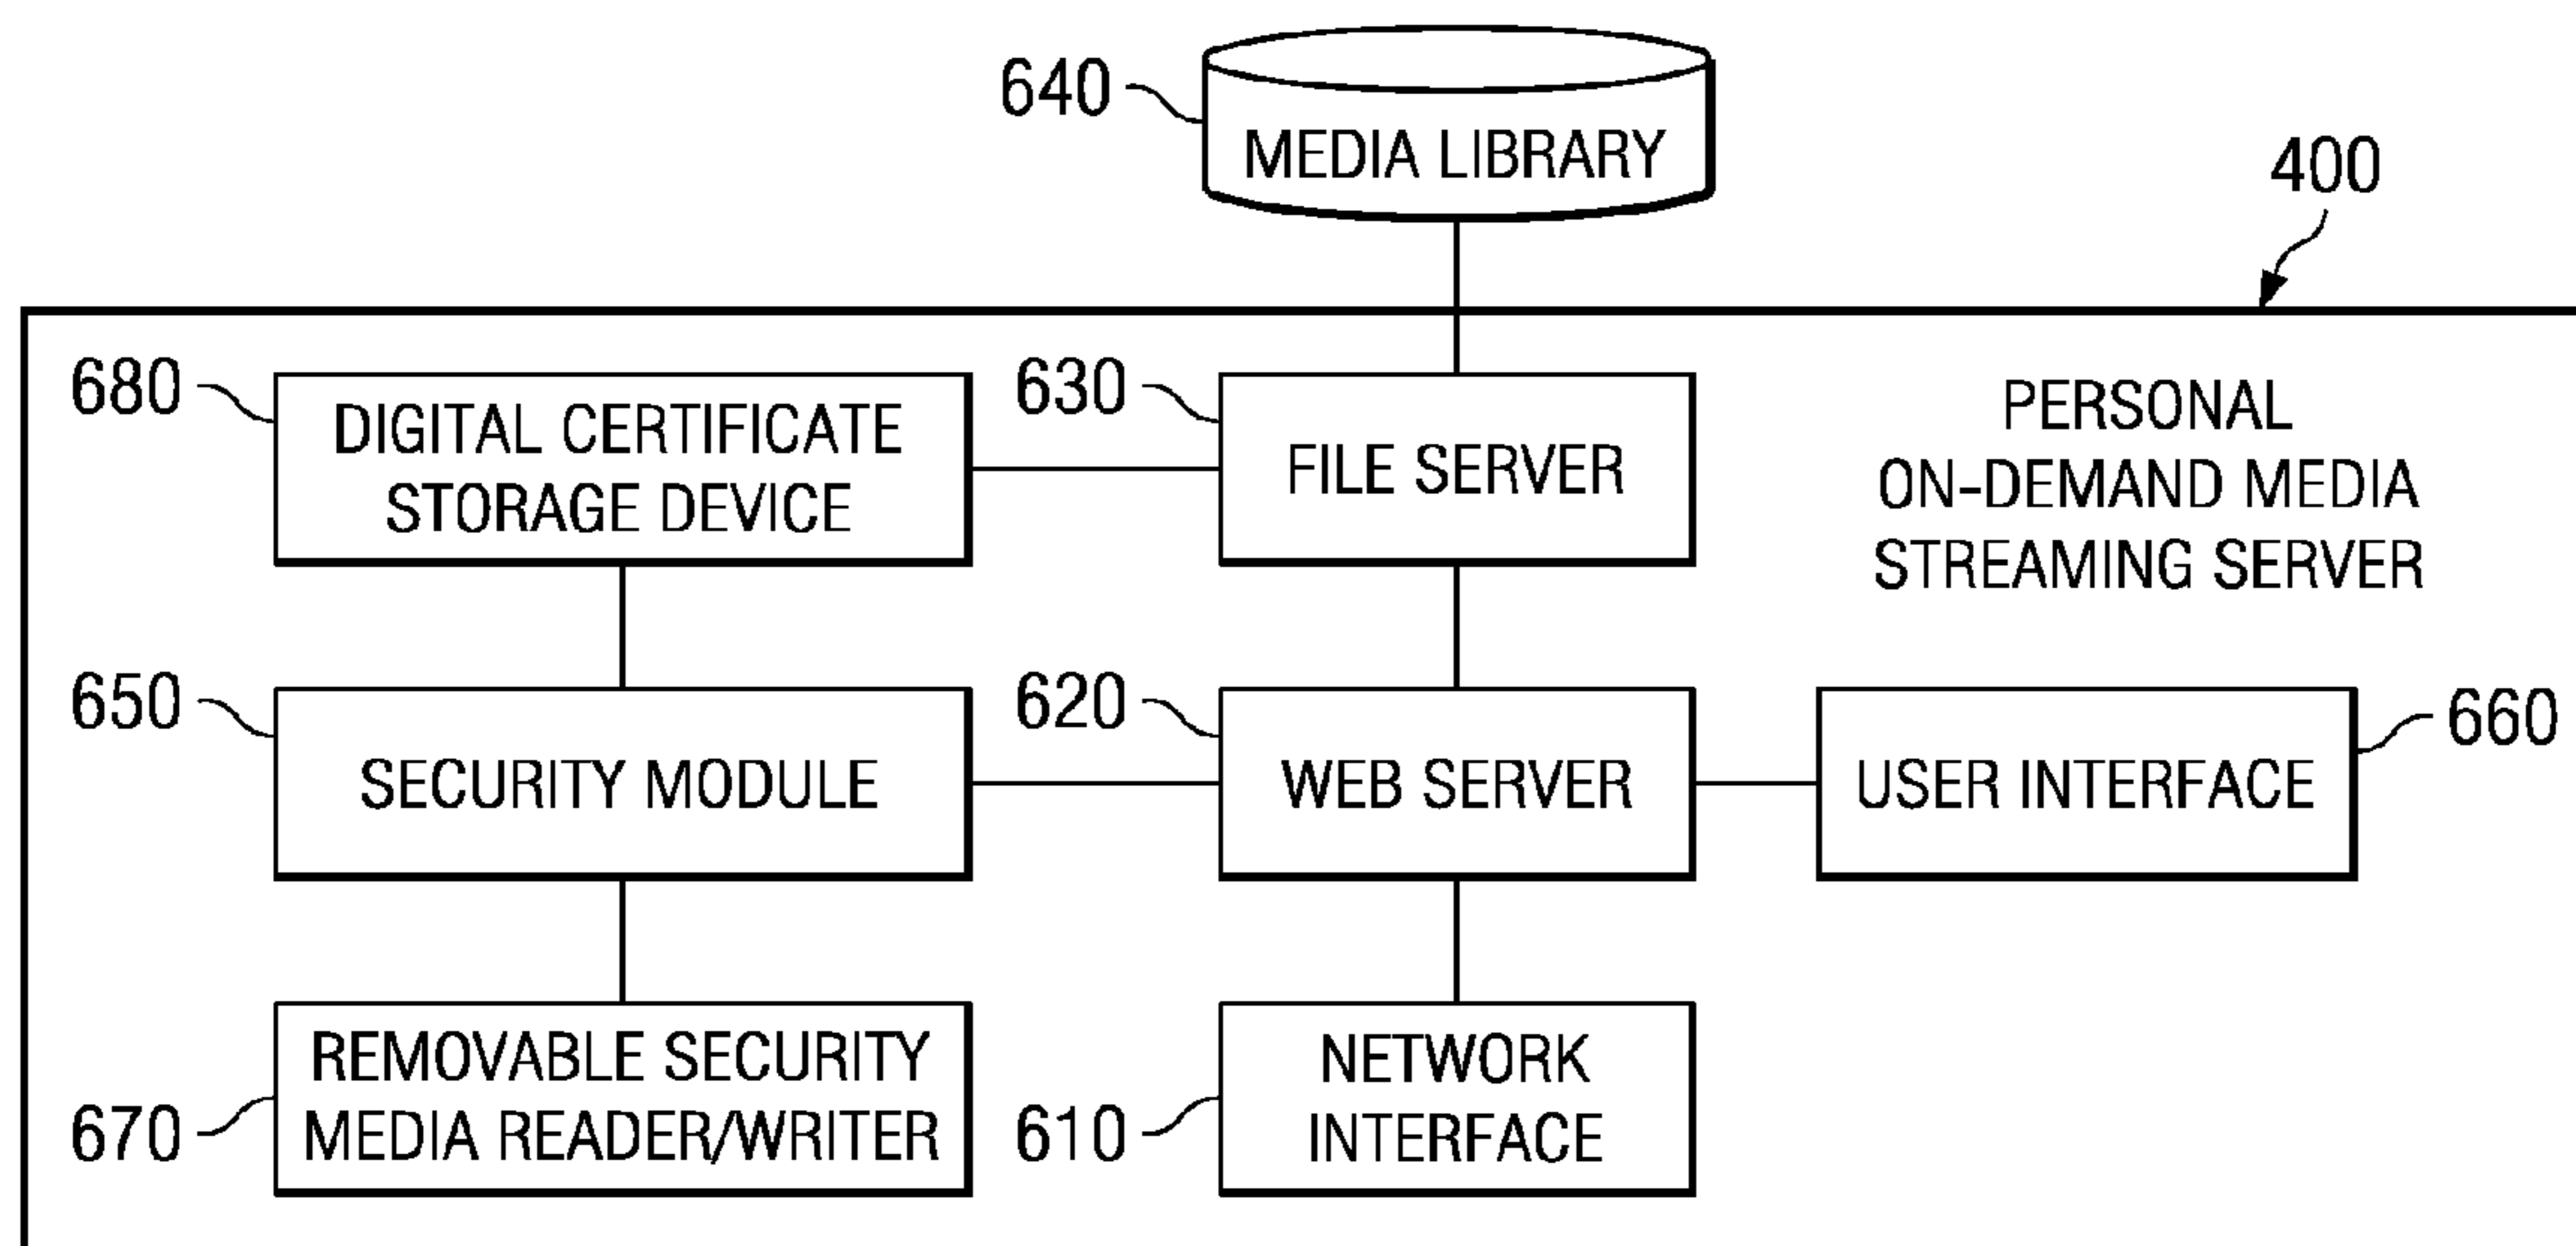 640
MEDIA LIBRARY
400
680
DIGITAL CERTIFICATE
STORAGE DEVICE
630
FILE SERVER
PERSONAL
ON-DEMAND MEDIA
STREAMING SERVER
650
SECURITY MODULE
620
WEB SERVER
USER INTERFACE
660
REMOVABLE SECURITY
MEDIA READER/WRITER
670
NETWORK
INTERFACE
610